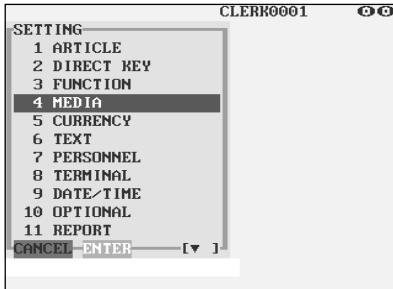 CLERK0001
SETTING
1 ARTICLE
2 DIRECT KEY
3 FUNCTION
4 MEDIA
5 CURRENCY
6 TEXT
7 PERSONNEL
8 TERMINAL
9 DATE/TIME
10 OPTIONAL
11 REPORT
CANCEL ENTER [▼ ]